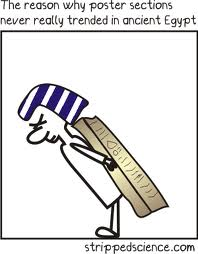 The reason why poster sections
never really trended in ancient Egypt
strippedscience.com